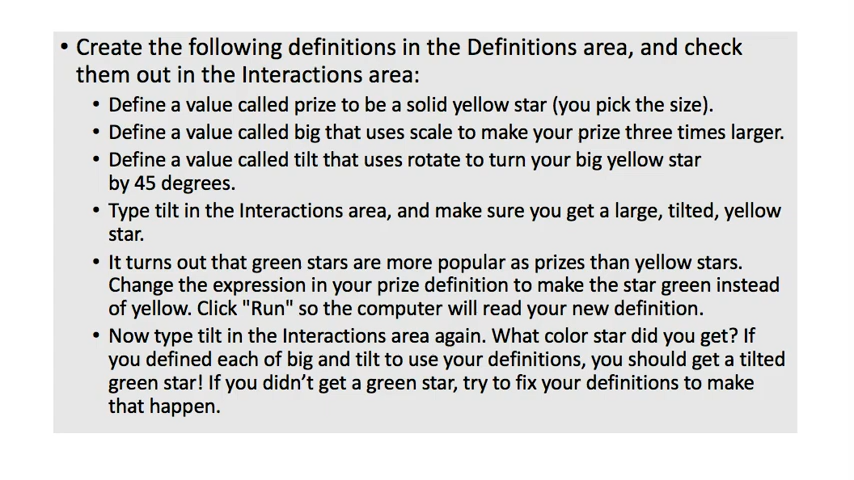 • Create the following definitions in the Definitions area, and check
them out in the Interactions area:
• Define a value called prize to be a solid yellow star (you pick the size).
• Define a value called big that uses scale to make your prize three times larger.
• Define a value called tilt that uses rotate to turn your big yellow star
by 45 degrees.
• Type tilt in the Interactions area, and make sure you get a large, tilted, yellow
star.
• It turns out that green stars are more popular as prizes than yellow stars.
Change the expression in your prize definition to make the star green instead
of yellow. Click "Run" so the computer will read your new definition.
• Now type tilt in the Interactions area again. What color star did you get? If
you defined each of big and tilt to use your definitions, you should get a tilted
green star! If you didn’t get a green star, try to fix your definitions to make
that happen.